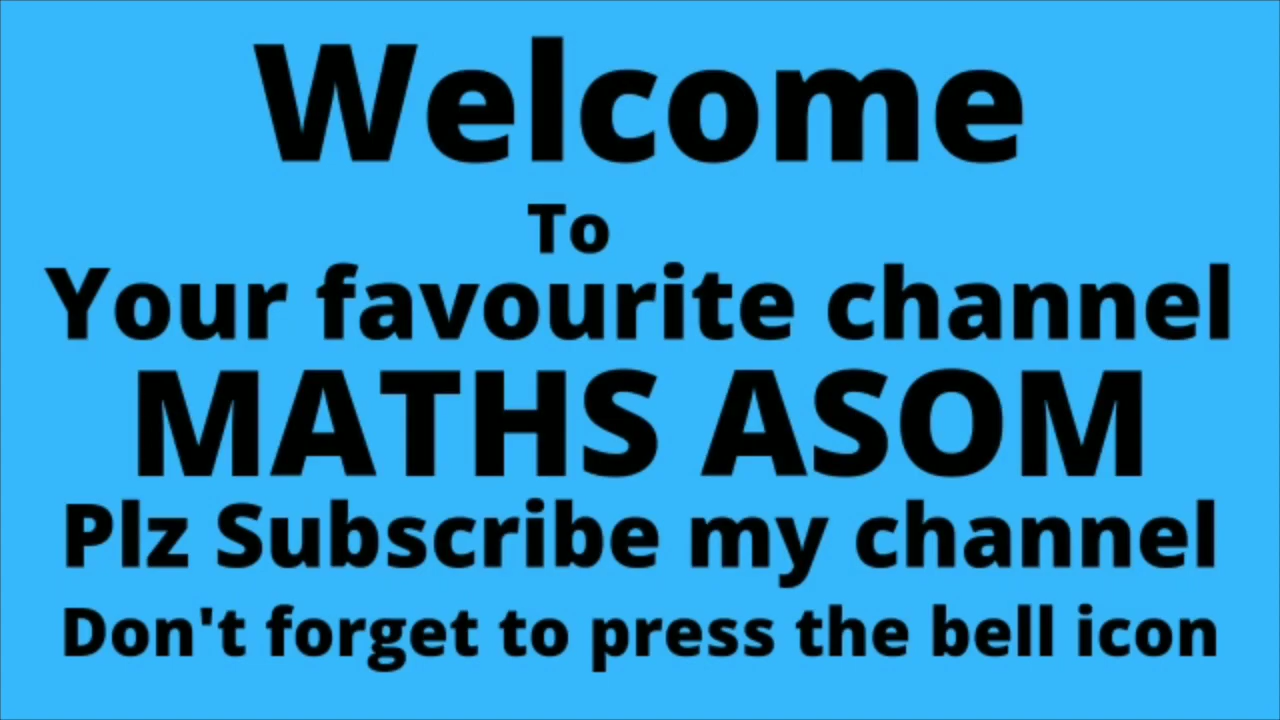 Welcome
To
Your favourite channel
MATHS ASOM
Plz Subscribe my channel
Don't forget to press the bell icon